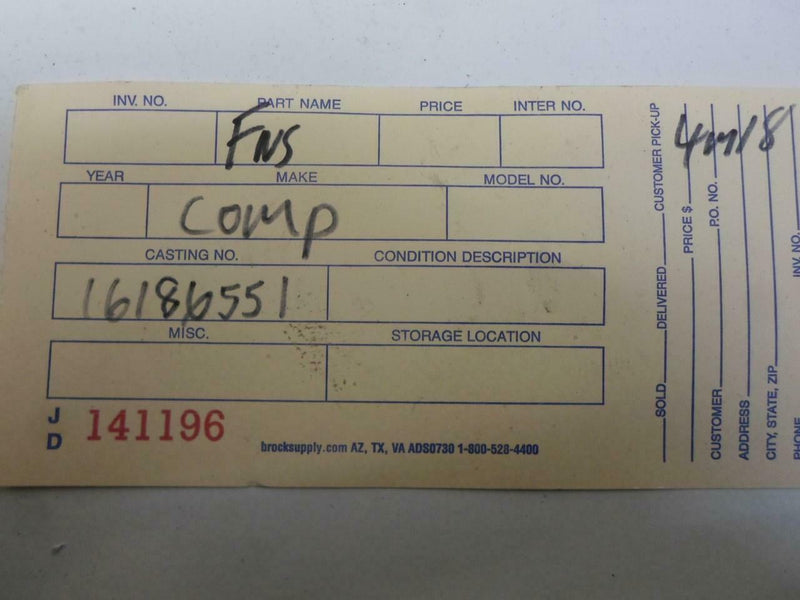 INV. NO. PART NAME PRICE INTER NO.
FNS
YEAR MAKE MODEL NO.
COMP
CASTING NO. CONDITION DESCRIPTION
16186551
MISC. STORAGE LOCATION
JD 141196
brocksupply.com AZ, TX, VA ADS0730 1-800-528-4400
SOLD DELIVERED CUSTOMER PICK-UP
PRICE $
CUSTOMER P.O. NO.
ADDRESS
CITY, STATE, ZIP
PHONE INV. NO.